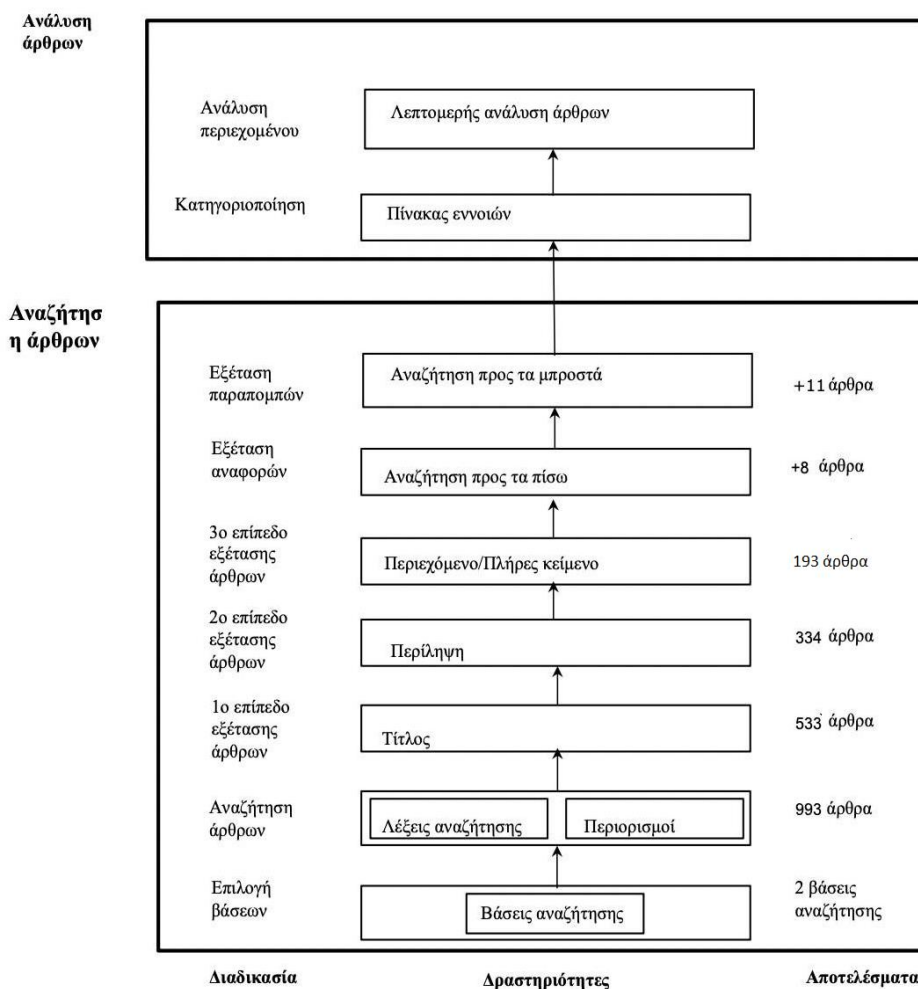 Ανάλυση
άρθρων
Ανάλυση
περιεχομένου
Λεπτομερής ανάλυση άρθρων
Κατηγοριοποίηση
Πίνακας εννοιών
Αναζήτησ
η άρθρων
Εξέταση
παραπομπών
Αναζήτηση προς τα μπροστά
+11 άρθρα
Εξέταση
αναφορών
Αναζήτηση προς τα πίσω
+8 άρθρα
3ο επίπεδο
εξέτασης
άρθρων
Περιεχόμενο/Πλήρες κείμενο
193 άρθρα
2ο επίπεδο
εξέτασης
άρθρων
Περίληψη
334 άρθρα
1ο επίπεδο
εξέτασης
άρθρων
Τίτλος
533 άρθρα
Αναζήτηση
άρθρων
Λέξεις αναζήτησης
Περιορισμοί
993 άρθρα
Επιλογή
βάσεων
Βάσεις αναζήτησης
2 βάσεις
αναζήτησης
Διαδικασία
Δραστηριότητες
Αποτελέσματα